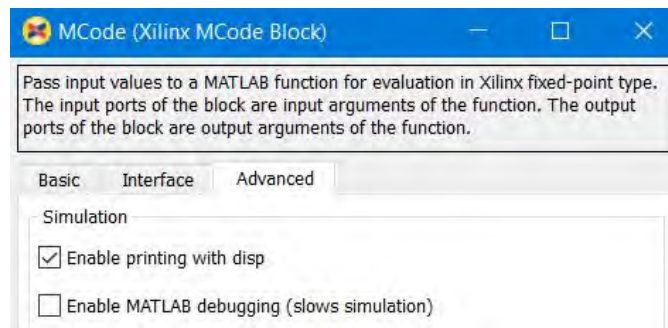 MCode (Xilinx MCode Block)
Pass input values to a MATLAB function for evaluation in Xilinx fixed-point type.
The input ports of the block are input arguments of the function. The output
ports of the block are output arguments of the function.
Basic Interface Advanced
Simulation
Enable printing with disp
Enable MATLAB debugging (slows simulation)